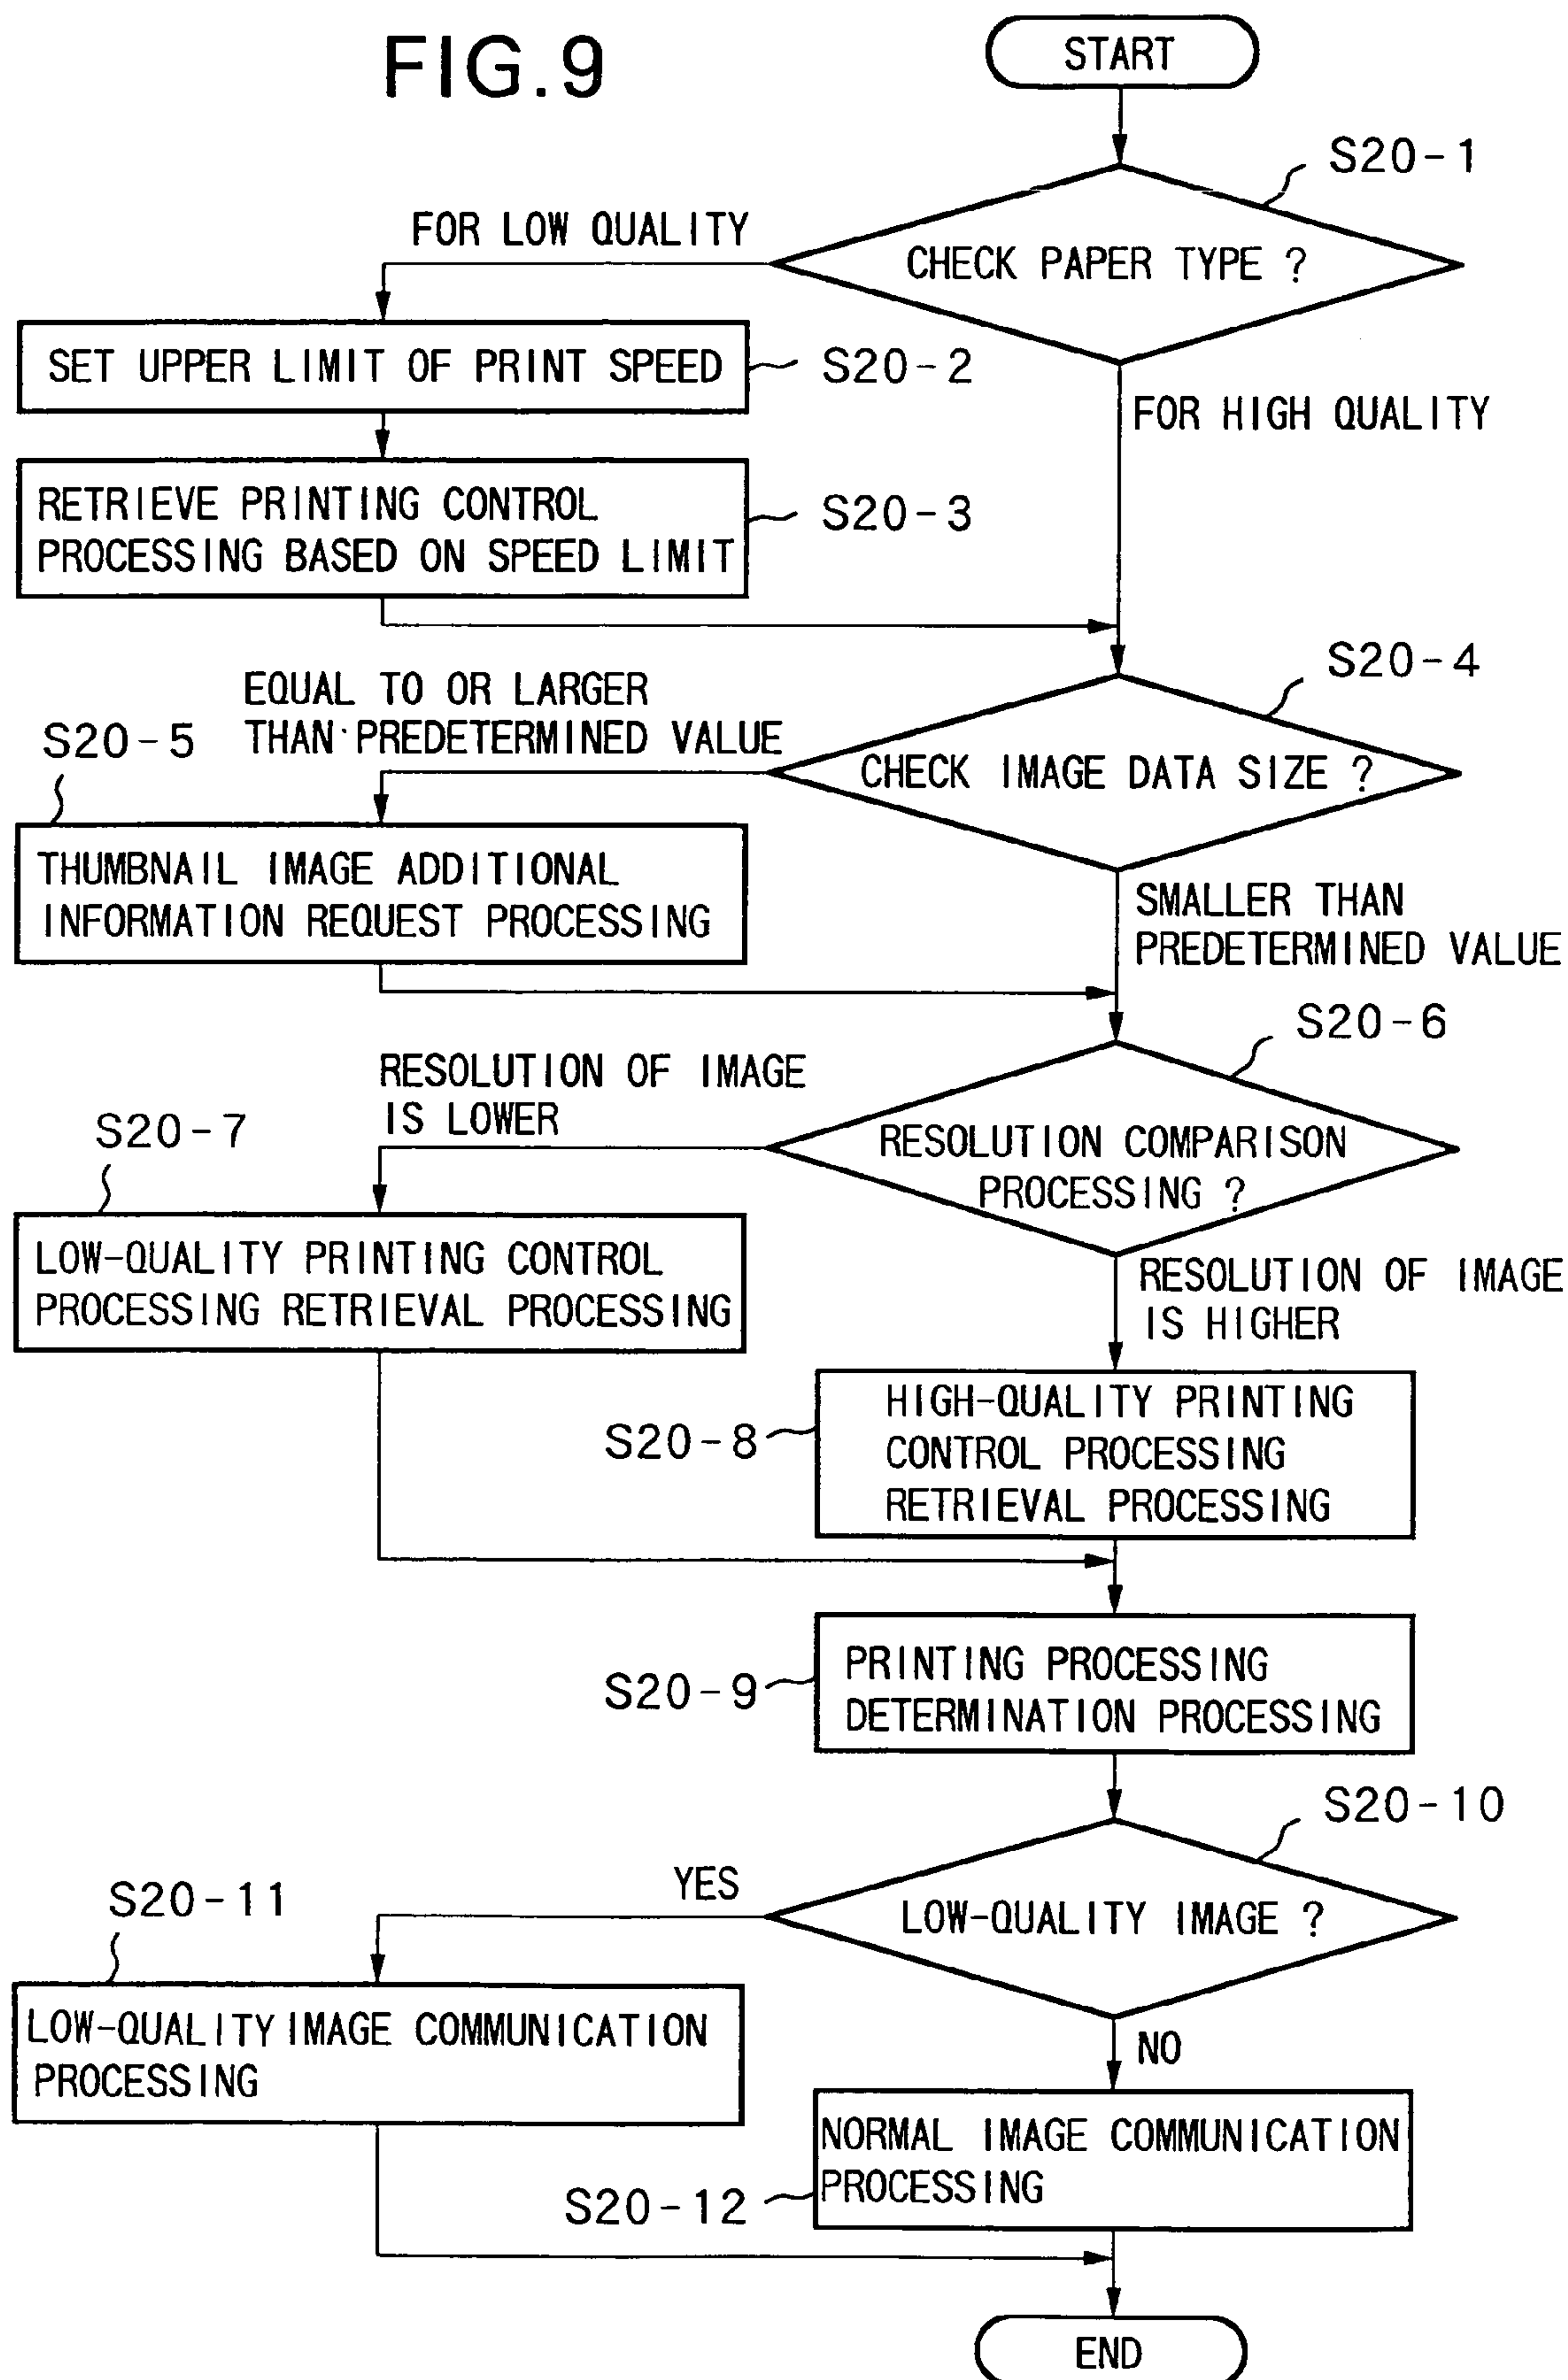 FIG.9
START
S20-1
FOR LOW QUALITY
CHECK PAPER TYPE ?
SET UPPER LIMIT OF PRINT SPEED
S20-2
FOR HIGH QUALITY
RETRIEVE PRINTING CONTROL
PROCESSING BASED ON SPEED LIMIT
S20-3
S20-4
EQUAL TO OR LARGER
THAN PREDETERMINED VALUE
S20-5
CHECK IMAGE DATA SIZE ?
THUMBNAIL IMAGE ADDITIONAL
INFORMATION REQUEST PROCESSING
SMALLER THAN
PREDETERMINED VALUE
S20-6
RESOLUTION OF IMAGE
IS LOWER
S20-7
RESOLUTION COMPARISON
PROCESSING ?
LOW-QUALITY PRINTING CONTROL
PROCESSING RETRIEVAL PROCESSING
RESOLUTION OF IMAGE
IS HIGHER
S20-8
HIGH-QUALITY PRINTING
CONTROL PROCESSING
RETRIEVAL PROCESSING
S20-9
PRINTING PROCESSING
DETERMINATION PROCESSING
S20-10
YES
S20-11
LOW-QUALITY IMAGE ?
LOW-QUALITY IMAGE COMMUNICATION
PROCESSING
NO
NORMAL IMAGE COMMUNICATION
PROCESSING
S20-12
END